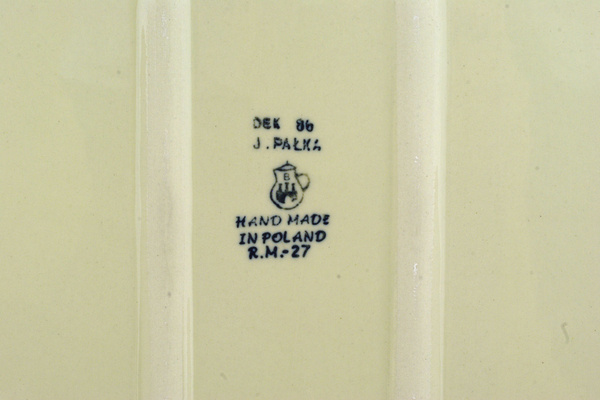 DEK 86
J. PAŁKA
B
HAND MADE
IN POLAND
R.M.-27